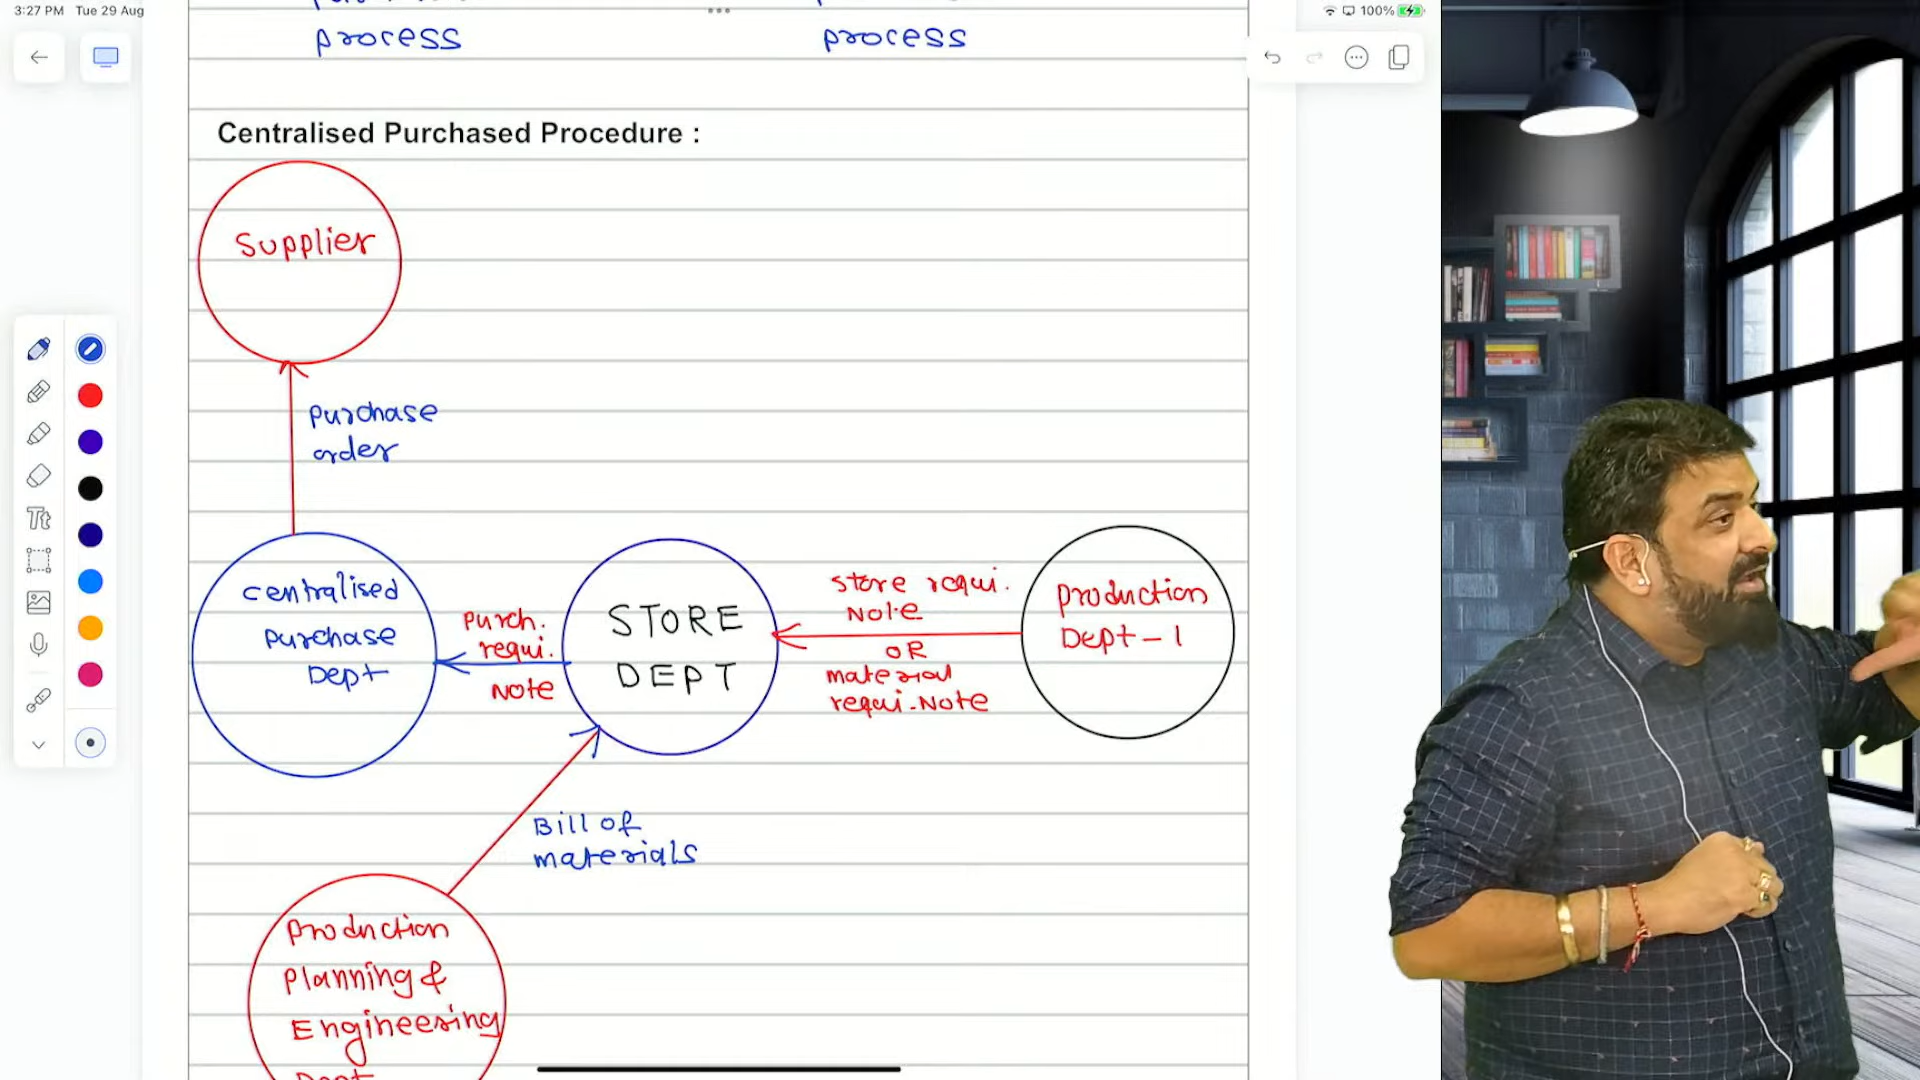 3:27 PM Tue 29 Aug
100%
process
process
Centralised Purchased Procedure :
Supplier
Purchase
order
centralised
Purchase
Dept
Purch.
requi.
Note
STORE
DEPT
Store requi.
Note
OR
material
requi. Note
Production
Dept - 1
Bill of
materials
Production
Planning &
Engineering
Tt